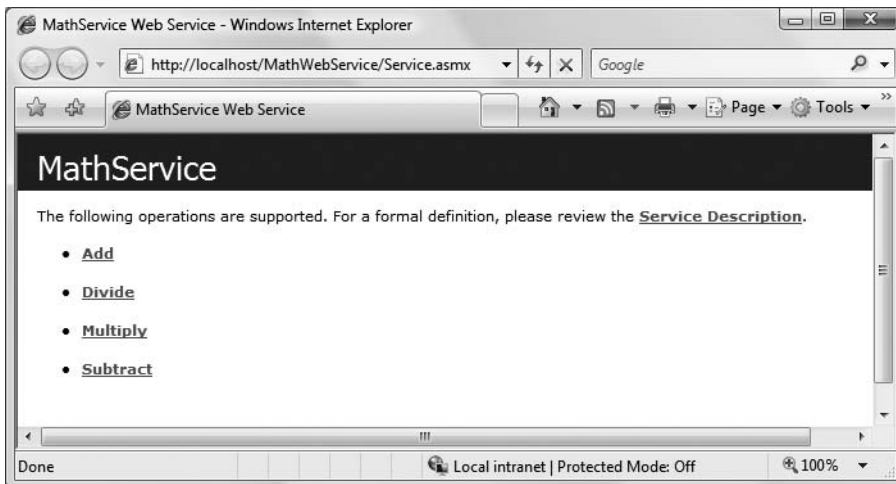 MathService Web Service - Windows Internet Explorer
http://localhost/MathWebService/Service.asmx
Google
MathService Web Service
Page
Tools
MathService
The following operations are supported. For a formal definition, please review the Service Description.
• Add
• Divide
• Multiply
• Subtract
Done
Local intranet | Protected Mode: Off
100%